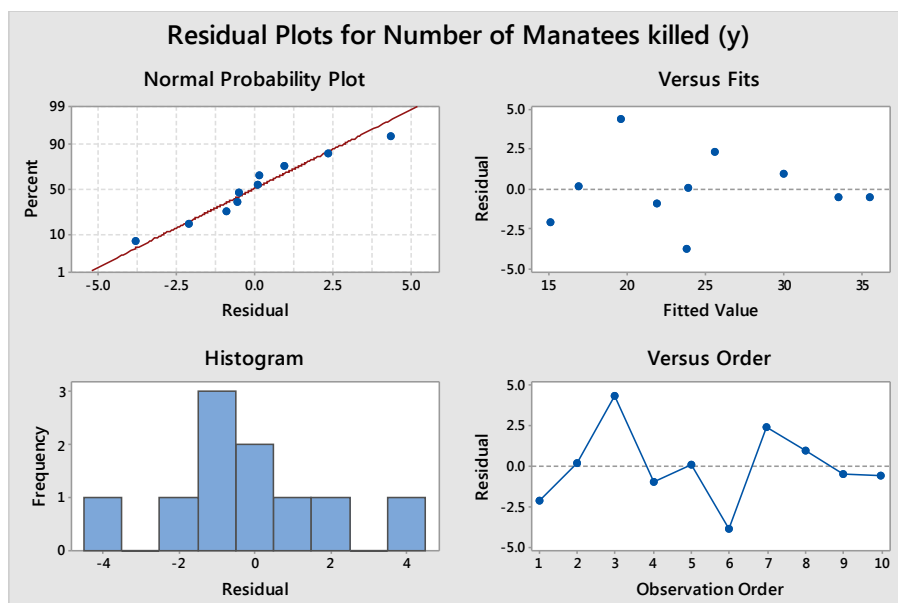 Residual Plots for Number of Manatees killed (y)
Normal Probability Plot
Percent
99
90
50
10
1
-5.0 -2.5 0.0 2.5 5.0
Residual
Versus Fits
Residual
5.0
2.5
0.0
-2.5
-5.0
15 20 25 30 35
Fitted Value
Histogram
Frequency
3
2
1
0
-4 -2 0 2 4
Residual
Versus Order
Residual
5.0
2.5
0.0
-2.5
-5.0
1 2 3 4 5 6 7 8 9 10
Observation Order